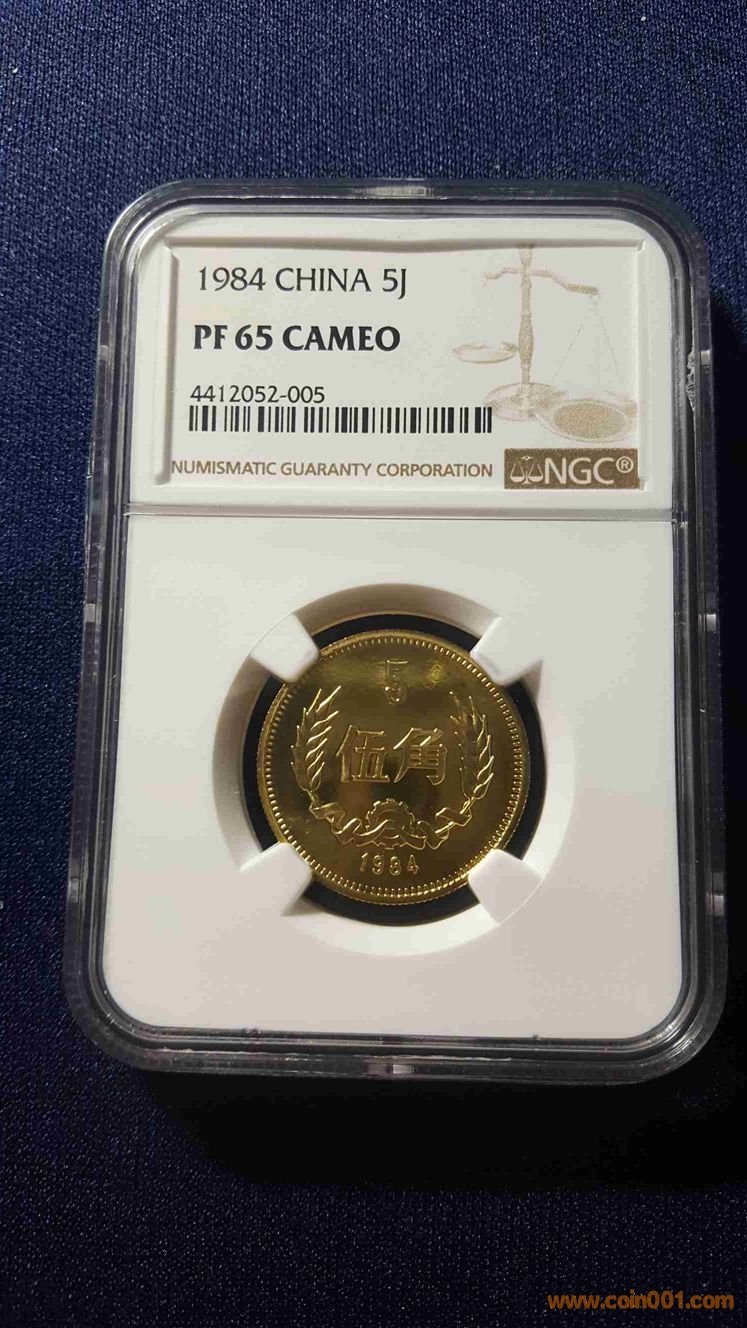 1984 CHINA 5J
PF 65 CAMEO
4412052-005
NUMISMATIC GUARANTY CORPORATION
NGC®
5
伍角
1984
www.coin001.com